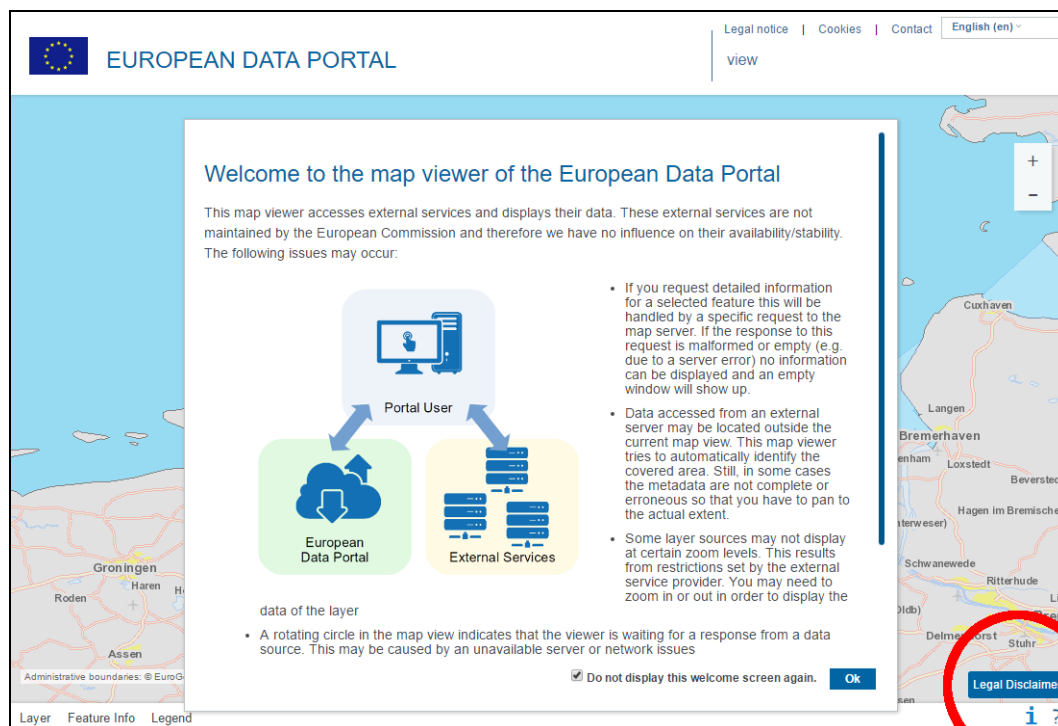 Legal notice | Cookies | Contact English (en)
EUROPEAN DATA PORTAL
view
Welcome to the map viewer of the European Data Portal
This map viewer accesses external services and displays their data. These external services are not
maintained by the European Commission and therefore we have no influence on their availability/stability.
The following issues may occur:
Portal User
European
Data Portal
External Services
• If you request detailed information
for a selected feature this will be
handled by a specific request to the
map server. If the response to this
request is malformed or empty (e.g.
due to a server error) no information
can be displayed and an empty
window will show up.
• Data accessed from an external
server may be located outside the
current map view. This map viewer
tries to automatically identify the
covered area. Still, in some cases
the metadata are not complete or
erroneous so that you have to pan to
the actual extent.
• Some layer sources may not display
at certain zoom levels. This results
from restrictions set by the external
service provider. You may need to
zoom in or out in order to display the
data of the layer
• A rotating circle in the map view indicates that the viewer is waiting for a response from a data
source. This may be caused by an unavailable server or network issues
Do not display this welcome screen again. Ok
+
-
Cuxhaven
Langen
Bremerhaven
enham
Loxstedt
Beversted
Hagen im Bremische
nterweser)
Schwanewede
Ritterhude
Oldb)
Delmenhorst
Stuhr
Groningen
Haren
Roden
Assen
Administrative boundaries: © EuroG
Legal Disclaime
i ?
Layer Feature Info Legend